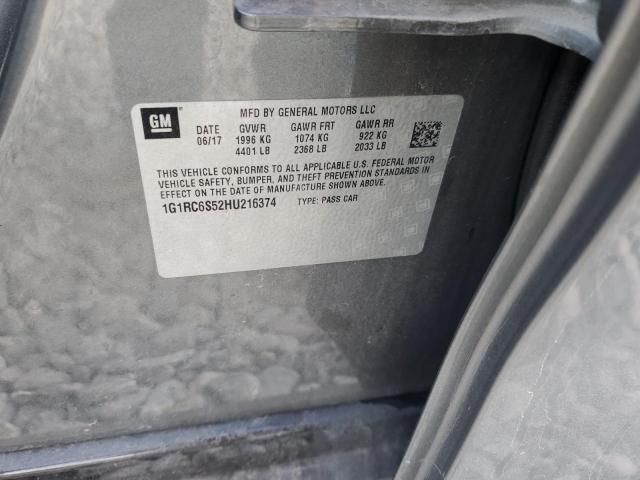 GM
MFD BY GENERAL MOTORS LLC
DATE GVWR GAWR FRT GAWR RR
06/17 1996 KG 1074 KG 922 KG
4401 LB 2368 LB 2033 LB
THIS VEHICLE CONFORMS TO ALL APPLICABLE U.S. FEDERAL MOTOR
VEHICLE SAFETY, BUMPER, AND THEFT PREVENTION STANDARDS IN
EFFECT ON THE DATE OF MANUFACTURE SHOWN ABOVE.
1G1RC6S52HU216374 TYPE: PASS CAR